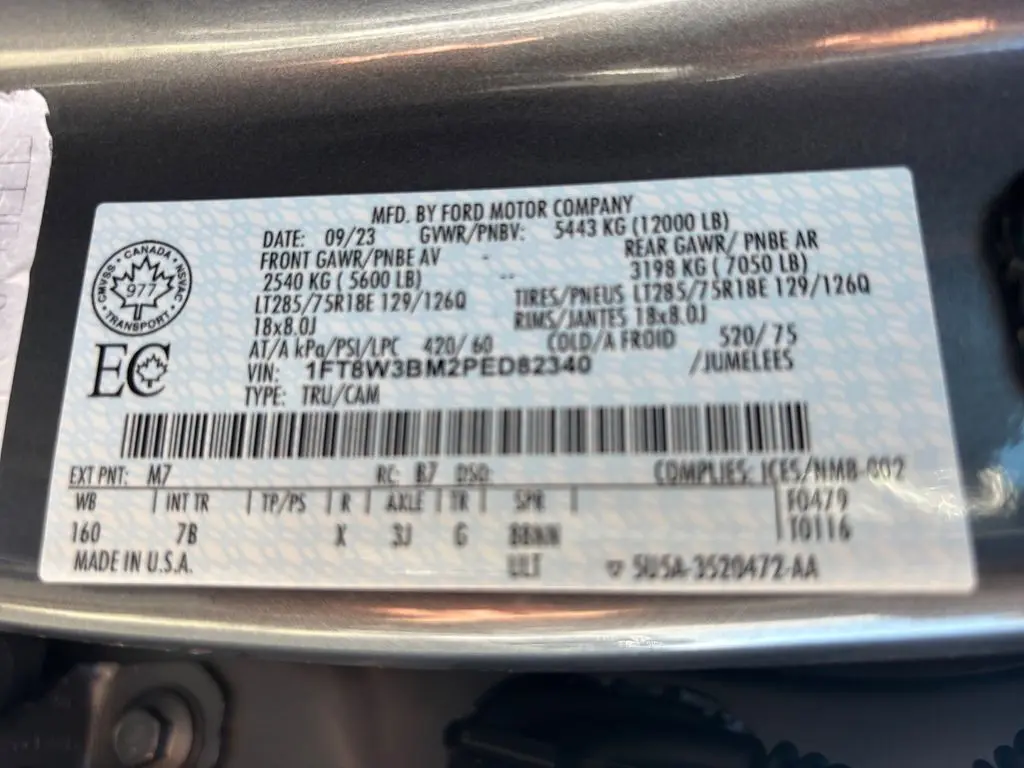 MFD. BY FORD MOTOR COMPANY
DATE: 09/23 GVWR/PNBV: 5443 KG (12000 LB)
FRONT GAWR/PNBE AV REAR GAWR/ PNBE AR
2540 KG ( 5600 LB) 3198 KG ( 7050 LB)
LT285/75R18E 129/126Q TIRES/PNEUS LT285/75R18E 129/126Q
18x8.0J RIMS/JANTES 18x8.0J
AT/A kPa/PSI/LPC 420/ 60 COLD/A FROID 520/ 75
VIN: 1FT8W3BM2PED82340 /JUMELEES
TYPE: TRU/CAM
CMVSS · CANADA · NSVAC
977
TRANSPORT
EC
EXT PNT: M7 RC: B7 DSO: COMPLIES: ICES/NMB-002
WB INT TR TP/PS R AXLE TR SPR F0479
160 7B X 3J G T0116
MADE IN U.S.A. 5U5A-3520472-AA